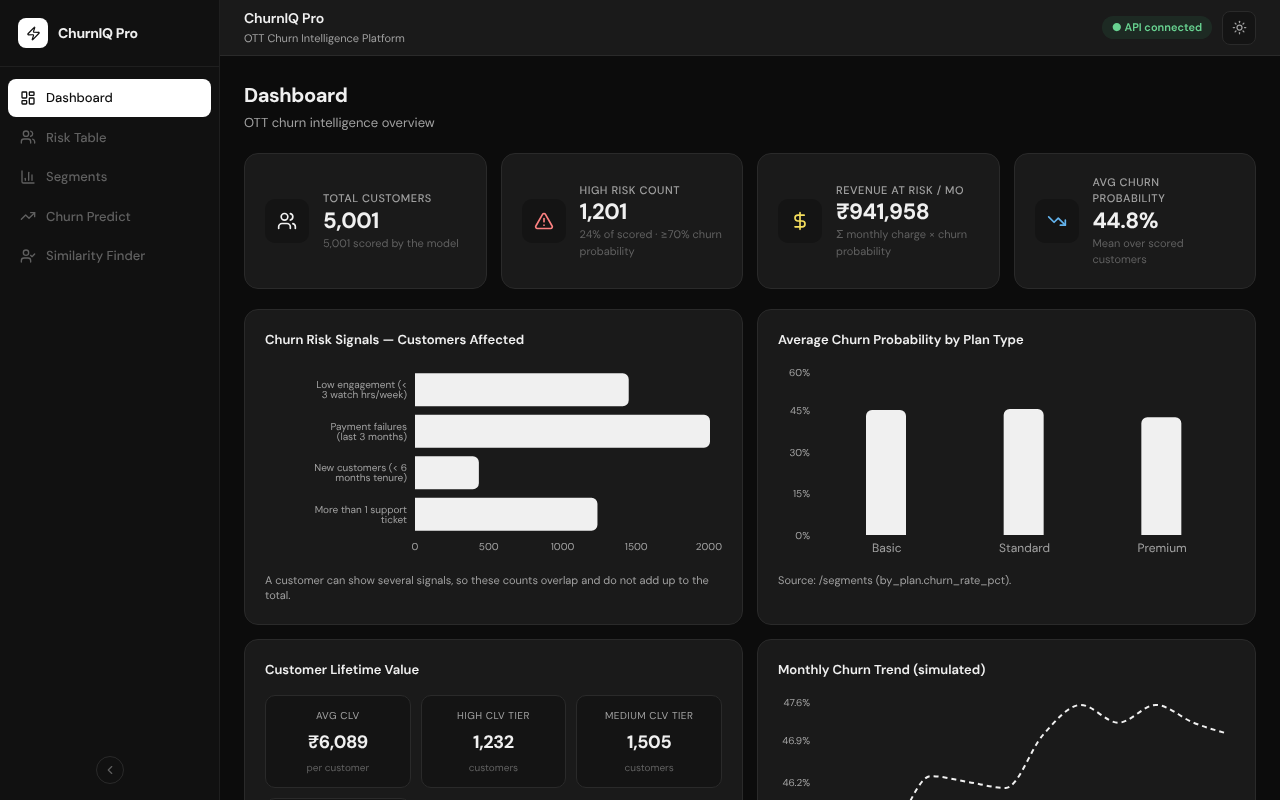 ChurnIQ Pro
Dashboard
Risk Table
Segments
Churn Predict
Similarity Finder
ChurnIQ Pro
OTT Churn Intelligence Platform
API connected
Dashboard
OTT churn intelligence overview
TOTAL CUSTOMERS
5,001
5,001 scored by the model
HIGH RISK COUNT
1,201
24% of scored · ≥70% churn
probability
REVENUE AT RISK / MO
₹941,958
Σ monthly charge × churn
probability
AVG CHURN
PROBABILITY
44.8%
Mean over scored
customers
Churn Risk Signals — Customers Affected
Low engagement (<
3 watch hrs/week)
Payment failures
(last 3 months)
New customers (< 6
months tenure)
More than 1 support
ticket
0 500 1000 1500 2000
A customer can show several signals, so these counts overlap and do not add up to the
total.
Average Churn Probability by Plan Type
60%
45%
30%
15%
0%
Basic Standard Premium
Source: /segments (by_plan.churn_rate_pct).
Customer Lifetime Value
AVG CLV
₹6,089
per customer
HIGH CLV TIER
1,232
customers
MEDIUM CLV TIER
1,505
customers
Monthly Churn Trend (simulated)
47.6%
46.9%
46.2%